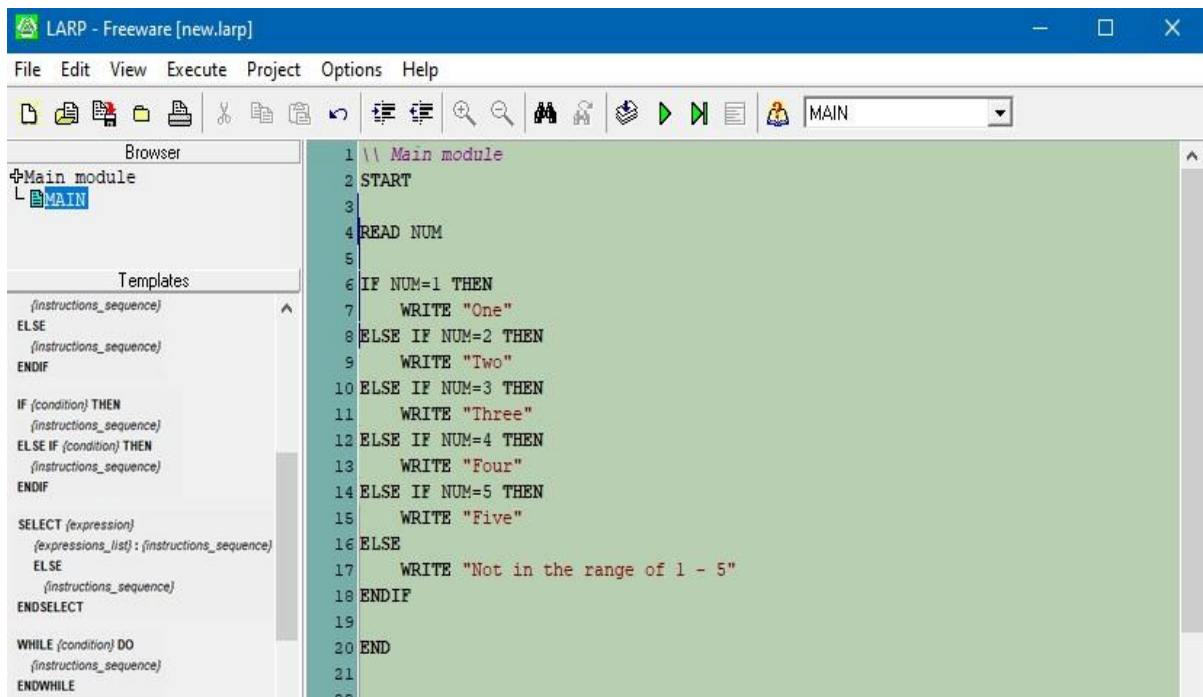 LARP - Freeware [new.larp]
File Edit View Execute Project Options Help
MAIN
Browser
Main module
MAIN
Templates
{instructions_sequence}
ELSE
{instructions_sequence}
ENDIF
IF {condition} THEN
{instructions_sequence}
ELSE IF {condition} THEN
{instructions_sequence}
ENDIF
SELECT {expression}
{expressions_list} : {instructions_sequence}
ELSE
{instructions_sequence}
ENDSELECT
WHILE {condition} DO
{instructions_sequence}
ENDWHILE
1 \\ Main module
2 START
3
4 READ NUM
5
6 IF NUM=1 THEN
7 WRITE "One"
8 ELSE IF NUM=2 THEN
9 WRITE "Two"
10 ELSE IF NUM=3 THEN
11 WRITE "Three"
12 ELSE IF NUM=4 THEN
13 WRITE "Four"
14 ELSE IF NUM=5 THEN
15 WRITE "Five"
16 ELSE
17 WRITE "Not in the range of 1 - 5"
18 ENDIF
19
20 END
21